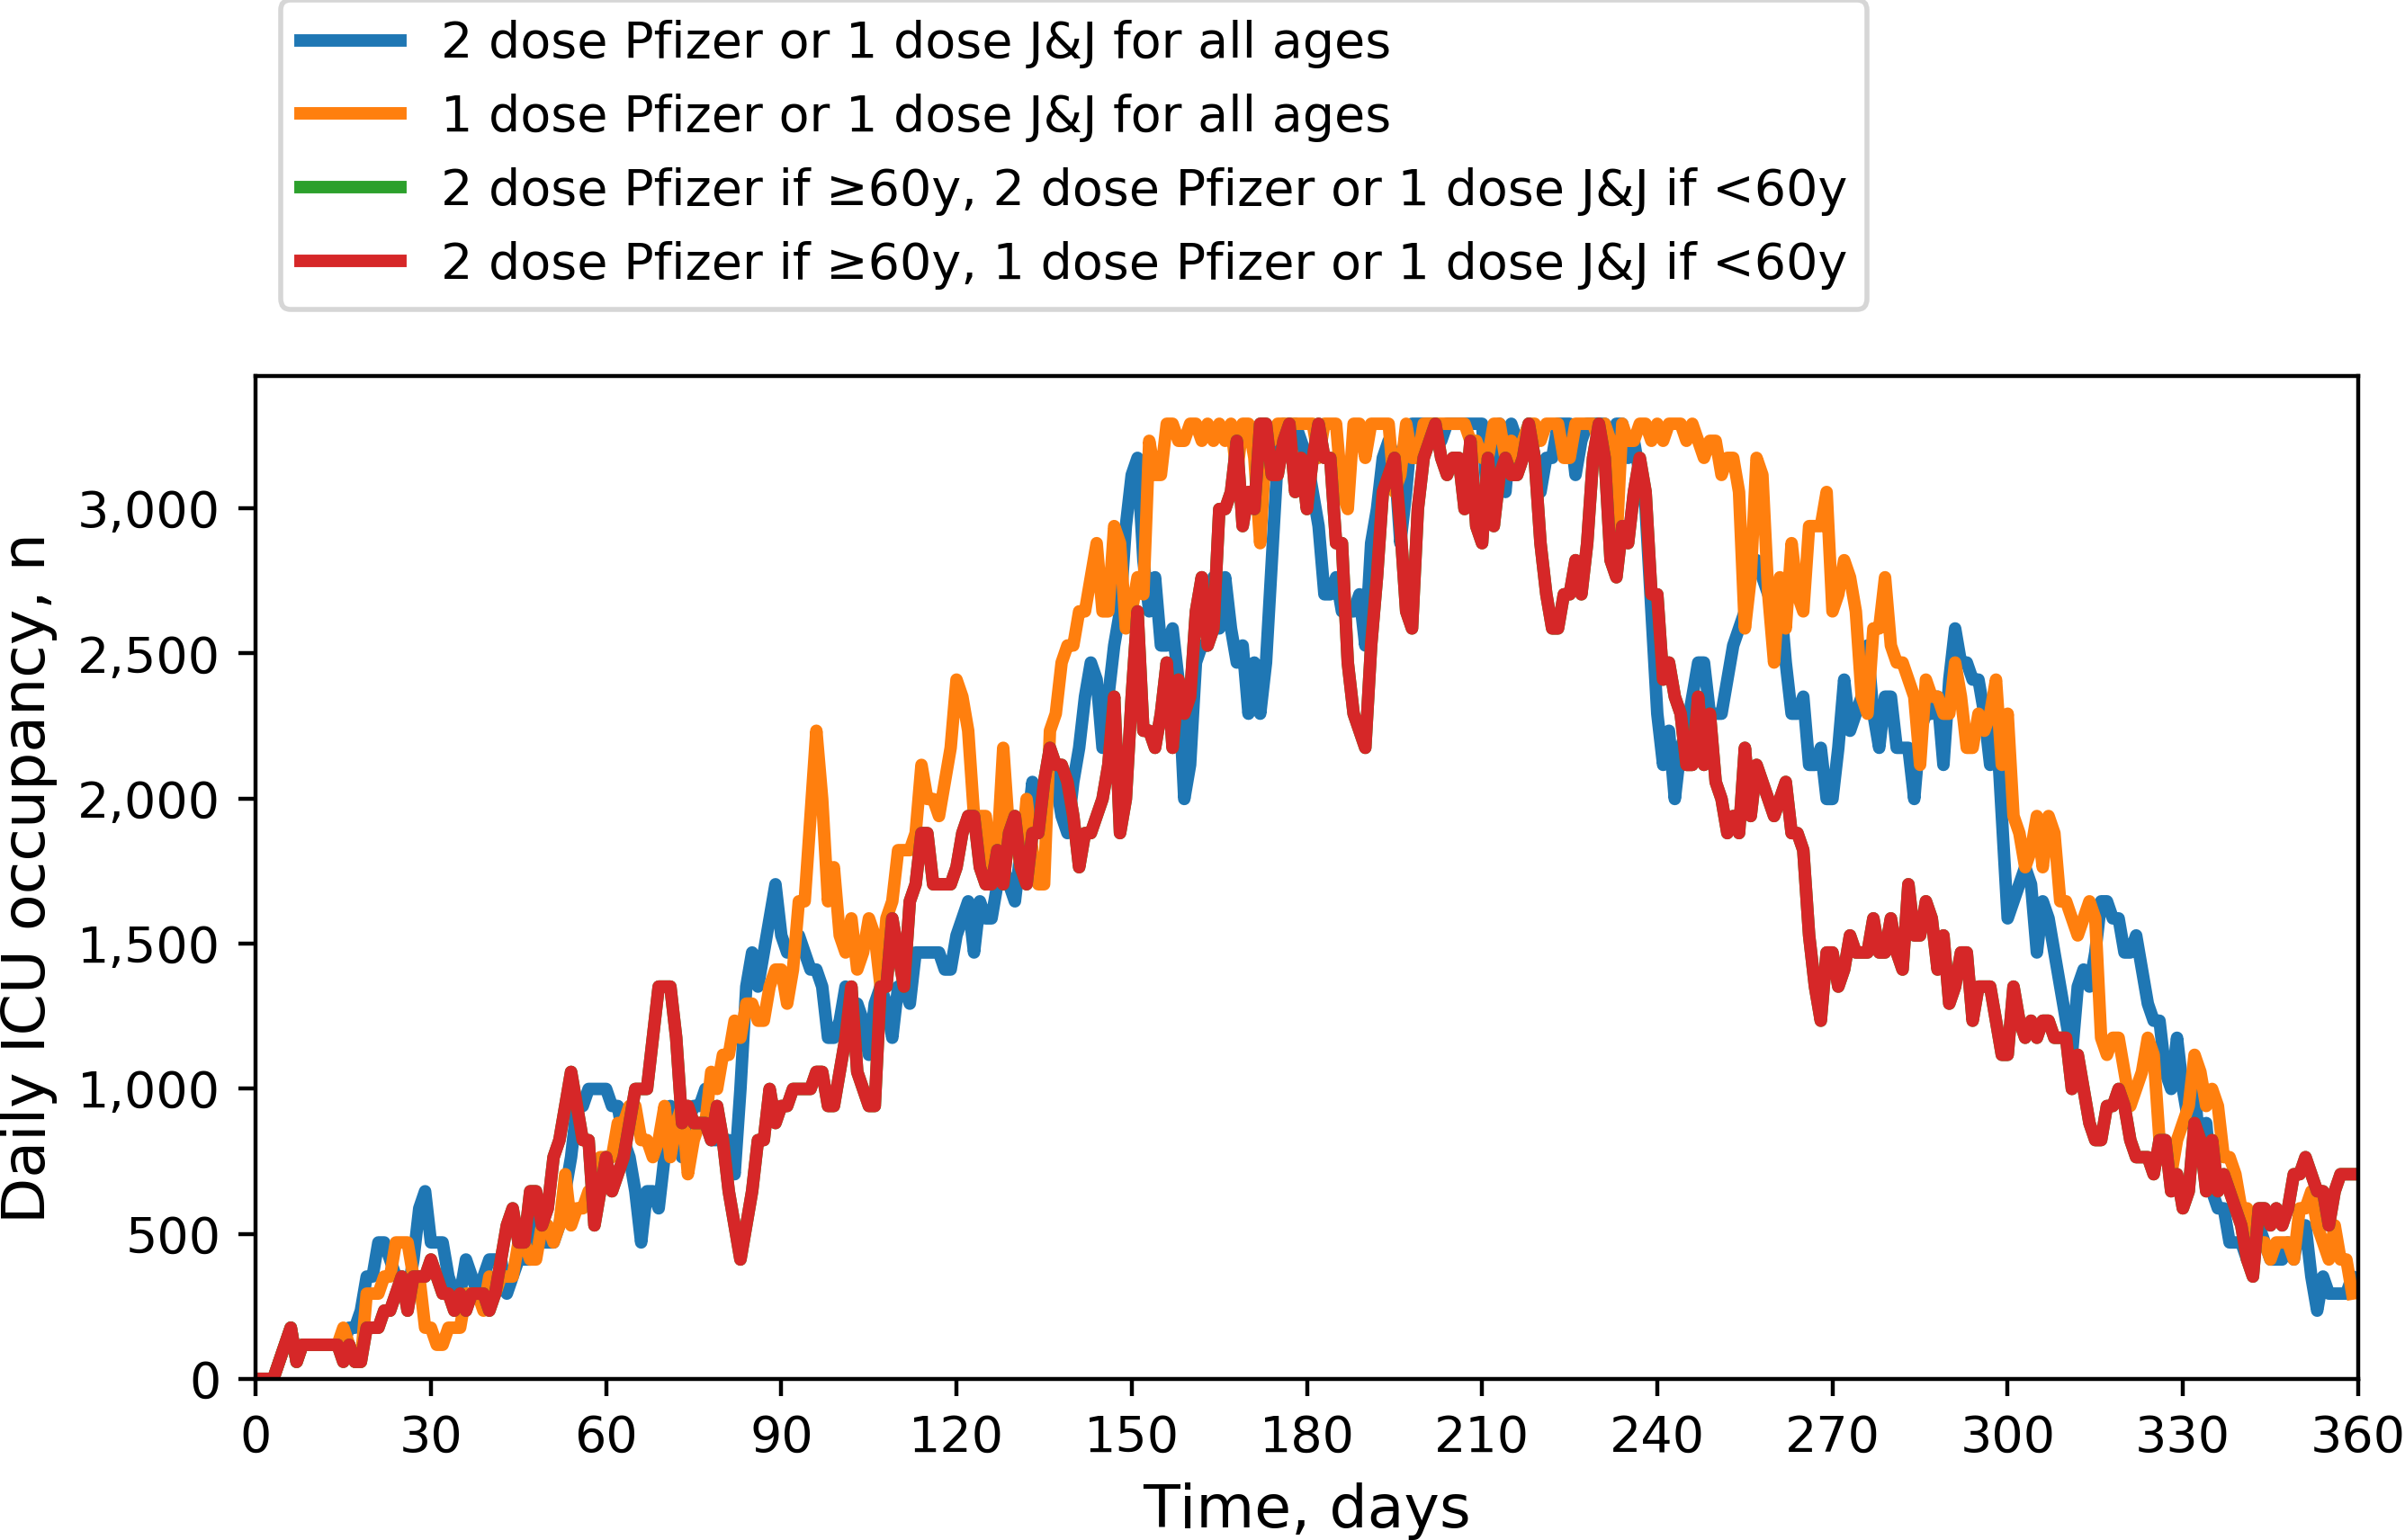 2 dose Pfizer or 1 dose J&J for all ages
1 dose Pfizer or 1 dose J&J for all ages
2 dose Pfizer if ≥60y, 2 dose Pfizer or 1 dose J&J if <60y
2 dose Pfizer if ≥60y, 1 dose Pfizer or 1 dose J&J if <60y
Daily ICU occupancy, n
3,000
2,500
2,000
1,500
1,000
500
0
0 30 60 90 120 150 180 210 240 270 300 330 360
Time, days